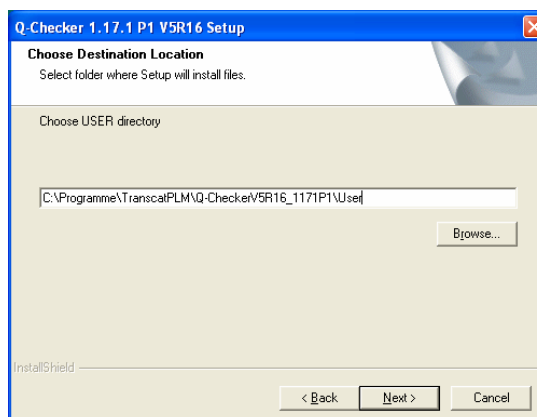 Q-Checker 1.17.1 P1 V5R16 Setup
Choose Destination Location
Select folder where Setup will install files.
Choose USER directory
C:\Programme\TranscatPLM\Q-CheckerV5R16_1171P1\User
Browse...
InstallShield
< Back Next > Cancel